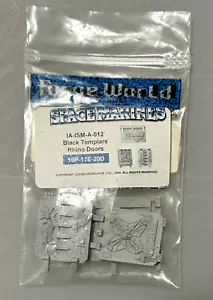 Forge World
SPACE MARINES
IA-ISM-A-012
Black Templars
Rhino Doors